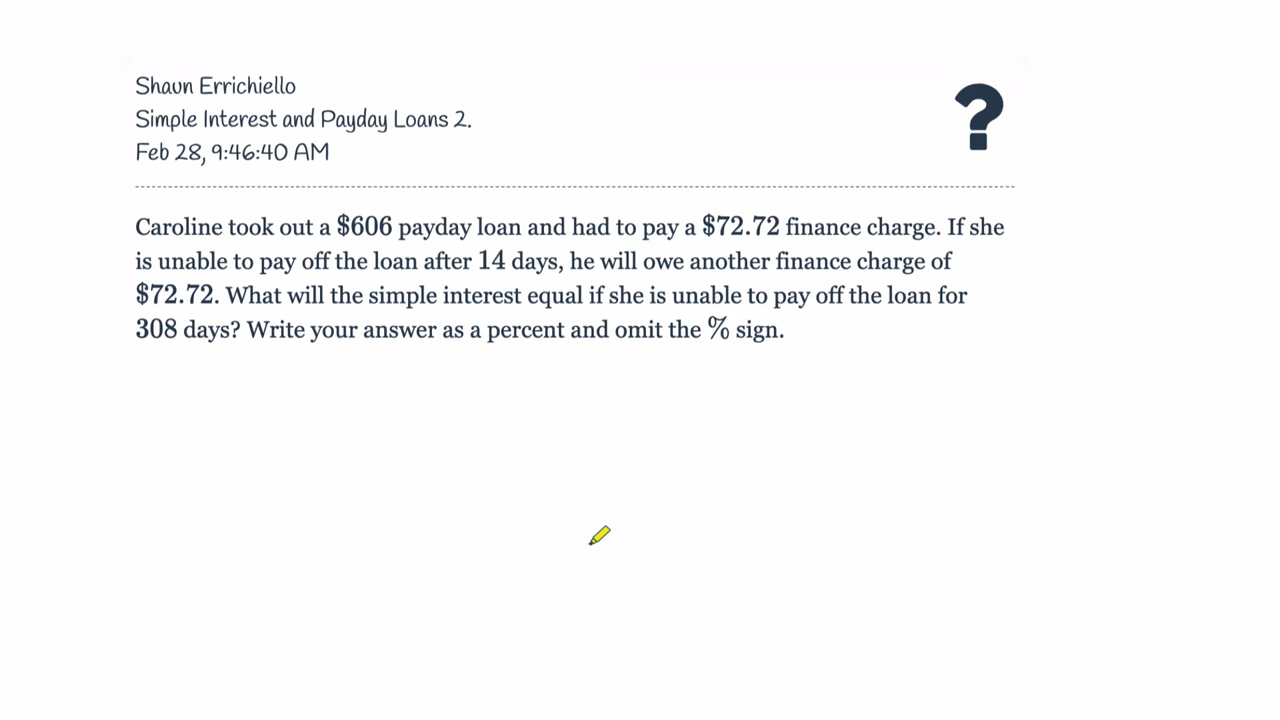 Shaun Errichiello
Simple Interest and Payday Loans 2.
Feb 28, 9:46:40 AM
?
Caroline took out a $606 payday loan and had to pay a $72.72 finance charge. If she
is unable to pay off the loan after 14 days, he will owe another finance charge of
$72.72. What will the simple interest equal if she is unable to pay off the loan for
308 days? Write your answer as a percent and omit the % sign.